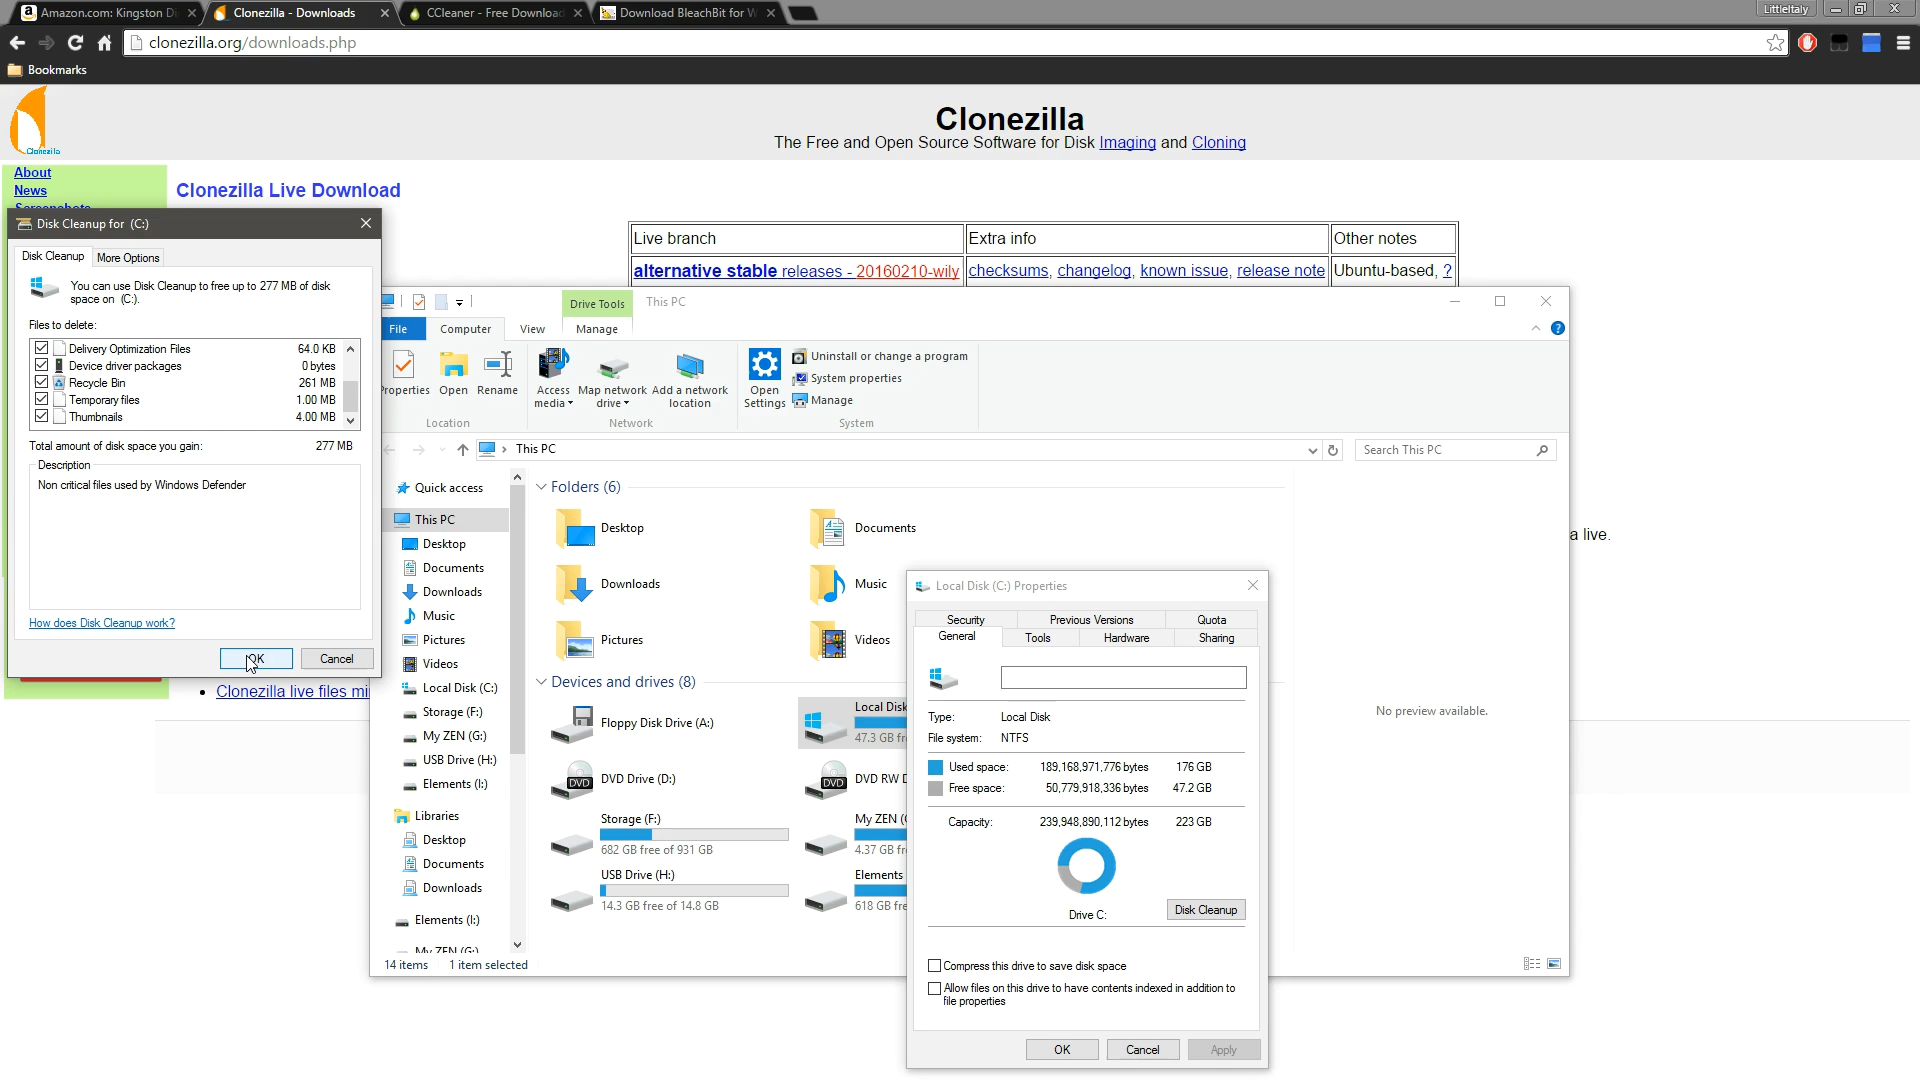 Amazon.com: Kingston Di
Clonezilla - Downloads
CCleaner - Free Download
Download BleachBit for W
LittleItaly
clonezilla.org/downloads.php
Bookmarks
Clonezilla
Clonezilla
The Free and Open Source Software for Disk Imaging and Cloning
About
News
Screenshots
Clonezilla Live Download
Live branch
Extra info
Other notes
alternative stable releases - 20160210-wily
checksums, changelog, known issue, release note
Ubuntu-based, ?
a live.
Clonezilla live files mi
Disk Cleanup for (C:)
Disk Cleanup
More Options
You can use Disk Cleanup to free up to 277 MB of disk
space on (C:).
Files to delete:
Delivery Optimization Files 64.0 KB
Device driver packages 0 bytes
Recycle Bin 261 MB
Temporary files 1.00 MB
Thumbnails 4.00 MB
Total amount of disk space you gain: 277 MB
Description
Non critical files used by Windows Defender
How does Disk Cleanup work?
OK
Cancel
Drive Tools
This PC
File
Computer
View
Manage
Properties
Open
Rename
Location
Access
media
Map network
drive
Add a network
location
Network
Open
Settings
Uninstall or change a program
System properties
Manage
System
This PC
Search This PC
Quick access
This PC
Desktop
Documents
Downloads
Music
Pictures
Videos
Local Disk (C:)
Storage (F:)
My ZEN (G:)
USB Drive (H:)
Elements (I:)
Libraries
Desktop
Documents
Downloads
Elements (I:)
My ZEN (G:)
Folders (6)
Desktop
Documents
Downloads
Music
Pictures
Videos
Devices and drives (8)
Floppy Disk Drive (A:)
Local Disk
47.3 GB fre
DVD Drive (D:)
DVD
DVD RW D
DVD
Storage (F:)
682 GB free of 931 GB
My ZEN (
4.37 GB fr
USB Drive (H:)
14.3 GB free of 14.8 GB
Elements
618 GB fre
No preview available.
14 items
1 item selected
Local Disk (C:) Properties
Security
Previous Versions
Quota
General
Tools
Hardware
Sharing
Type: Local Disk
File system: NTFS
Used space: 189,168,971,776 bytes 176 GB
Free space: 50,779,918,336 bytes 47.2 GB
Capacity: 239,948,890,112 bytes 223 GB
Drive C:
Disk Cleanup
Compress this drive to save disk space
Allow files on this drive to have contents indexed in addition to
file properties
OK
Cancel
Apply